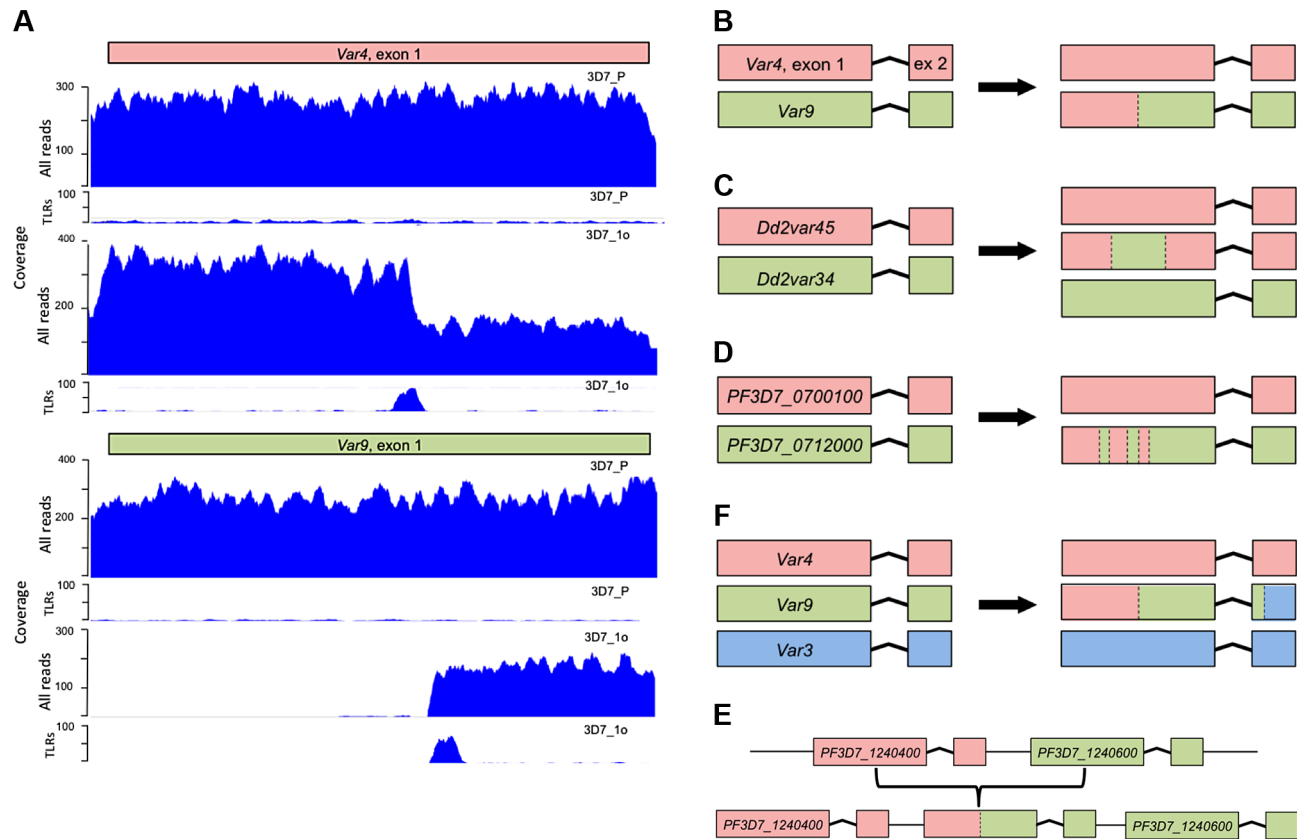 A
Var4, exon 1
3D7_P
300
100
All reads
3D7_P
100
TLRs
3D7_1o
400
200
All reads
Coverage
3D7_1o
100
TLRs
Var9, exon 1
3D7_P
400
200
All reads
3D7_P
100
TLRs
3D7_1o
300
100
All reads
Coverage
3D7_1o
100
TLRs
B
Var4, exon 1
ex 2
Var9
C
Dd2var45
Dd2var34
D
PF3D7_0700100
PF3D7_0712000
F
Var4
Var9
Var3
E
PF3D7_1240400
PF3D7_1240600
PF3D7_1240400
PF3D7_1240600